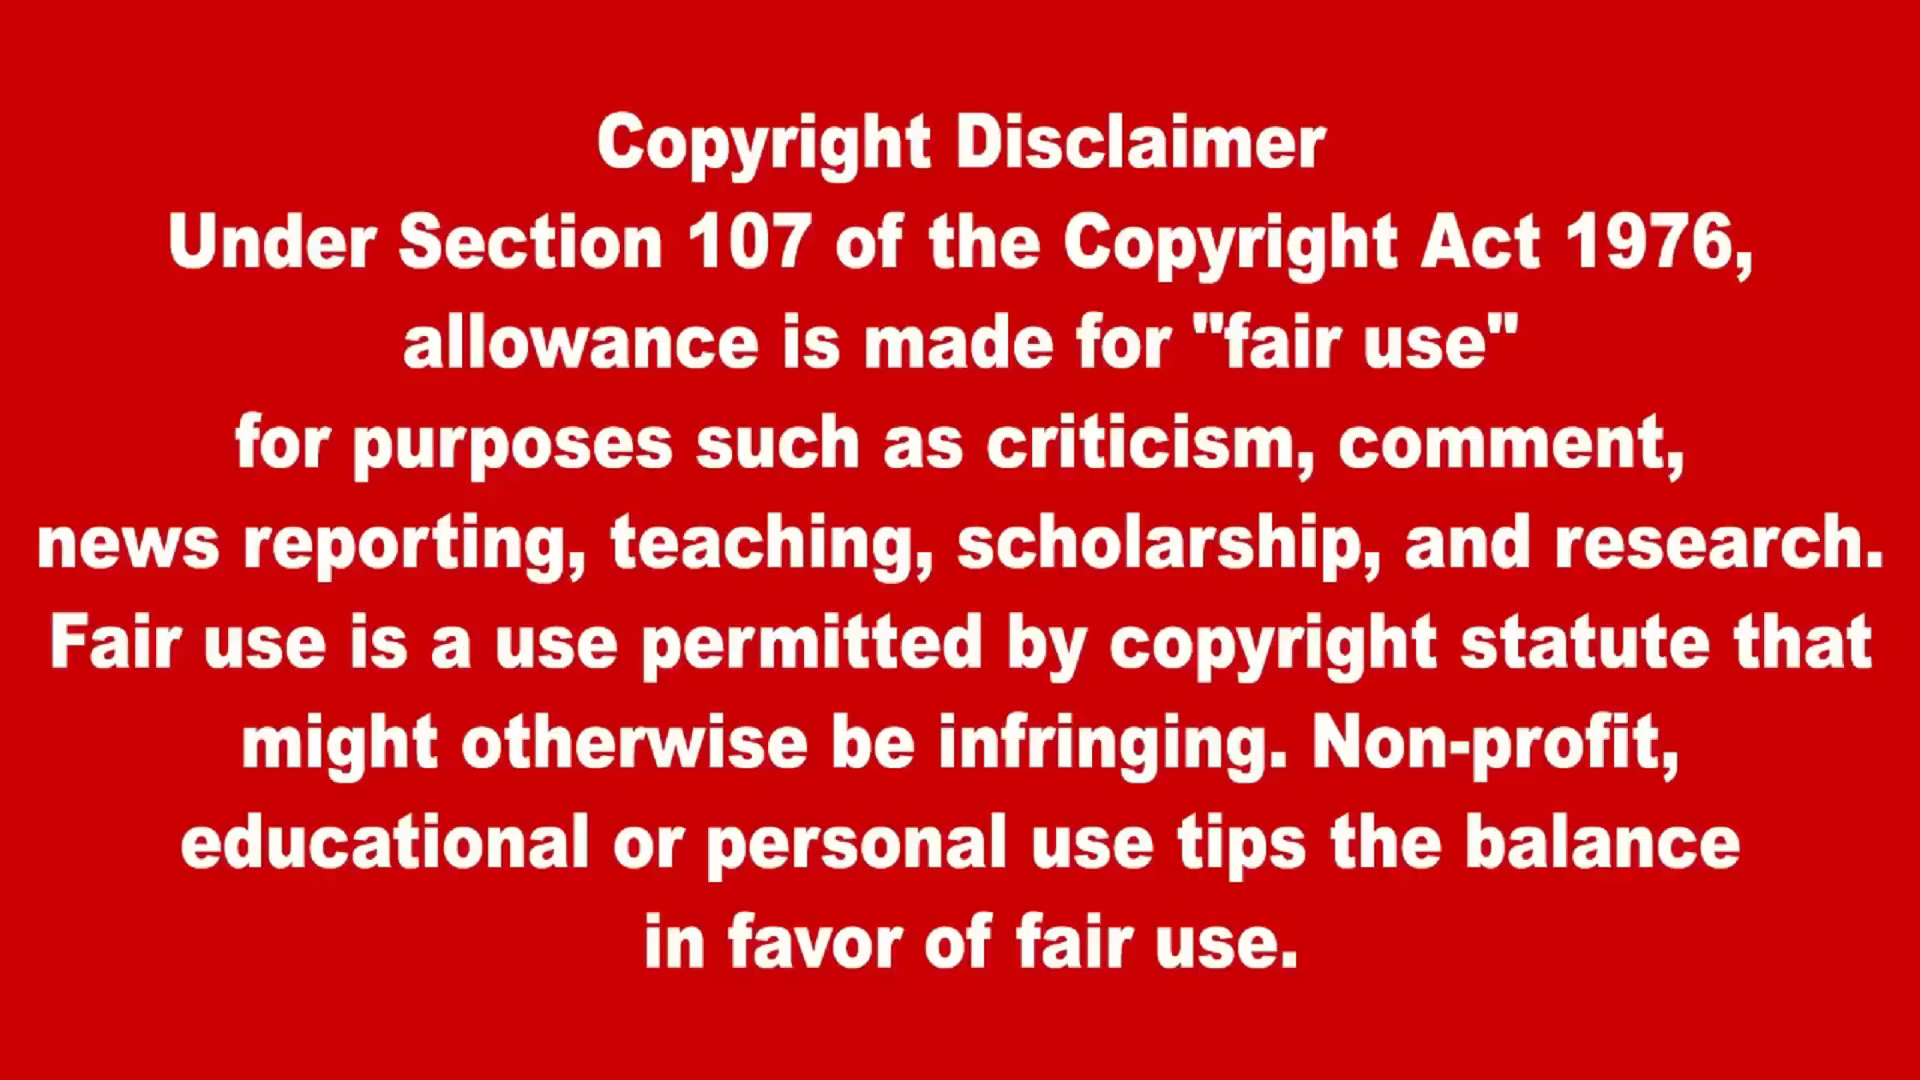 Copyright Disclaimer
Under Section 107 of the Copyright Act 1976,
allowance is made for "fair use"
for purposes such as criticism, comment,
news reporting, teaching, scholarship, and research.
Fair use is a use permitted by copyright statute that
might otherwise be infringing. Non-profit,
educational or personal use tips the balance
in favor of fair use.